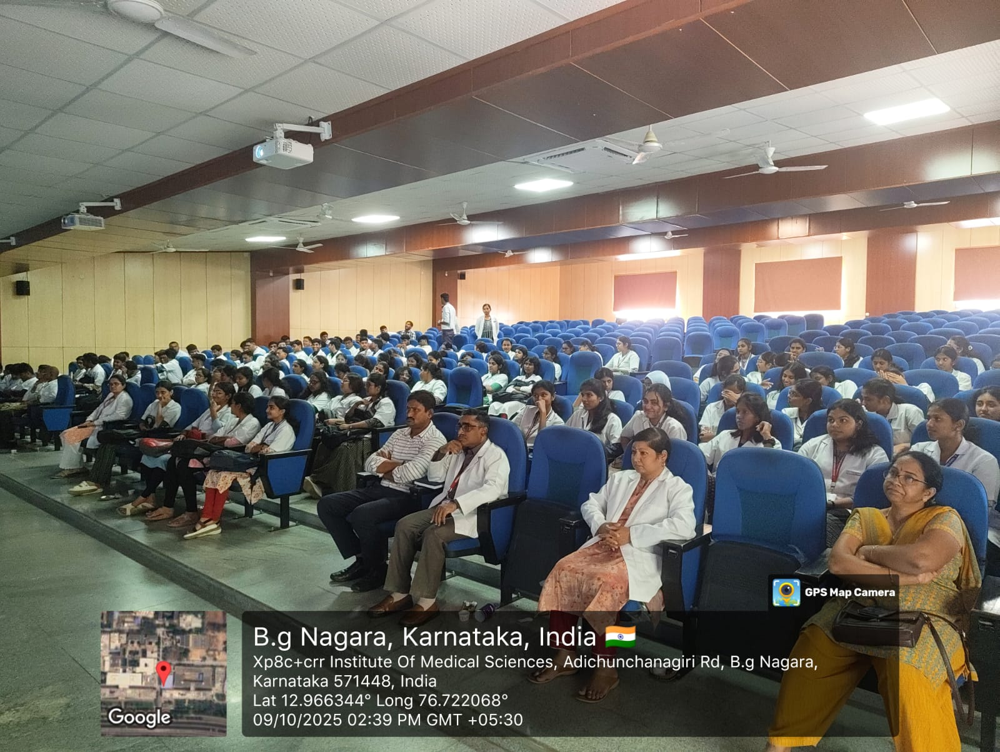 GPS Map Camera
B.g Nagara, Karnataka, India
Xp8c+crr Institute Of Medical Sciences, Adichunchanagiri Rd, B.g Nagara,
Karnataka 571448, India
Lat 12.966344° Long 76.722068°
09/10/2025 02:39 PM GMT +05:30
Google